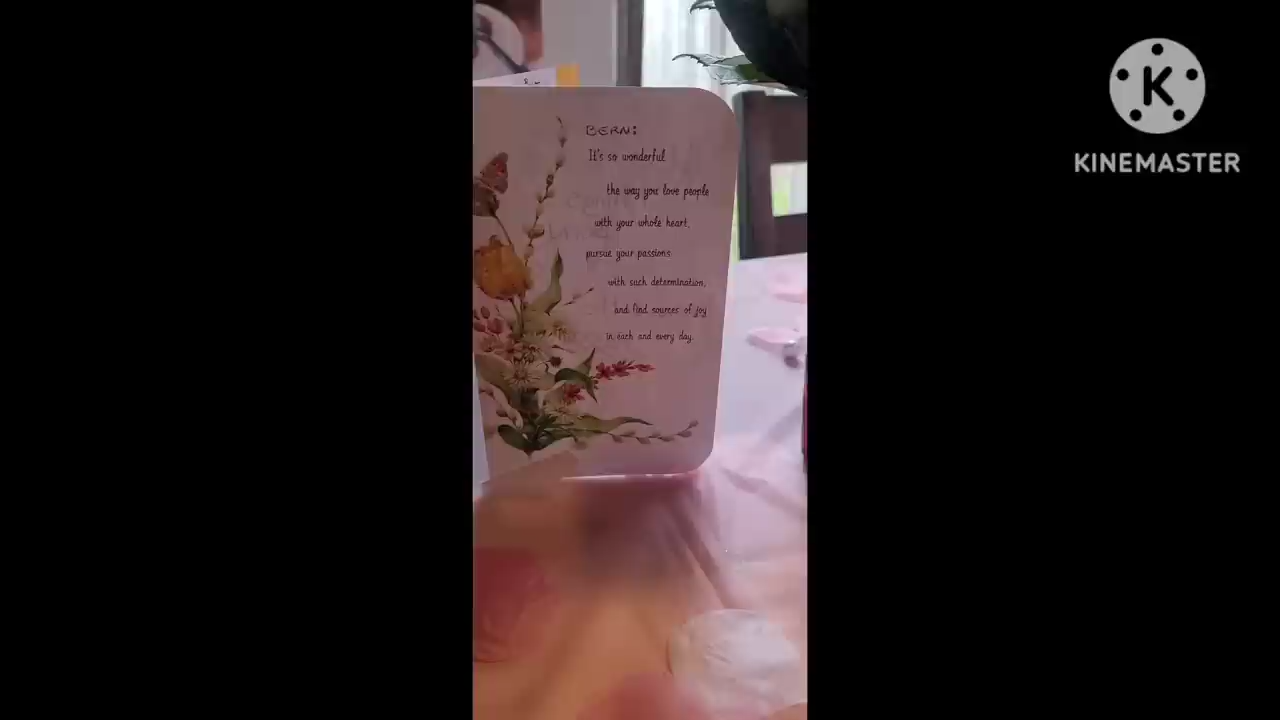 BERN:
It's so wonderful
the way you love people
with your whole heart,
pursue your passions
with such determination,
and find sources of joy
in each and every day.
KINEMASTER